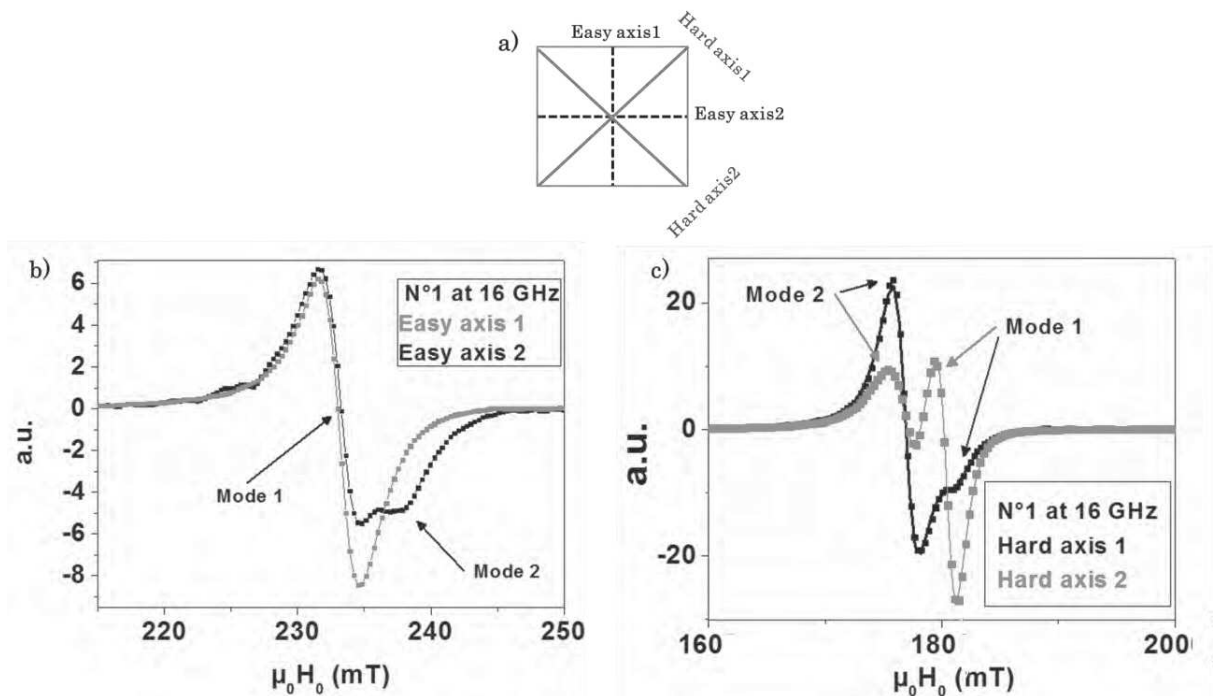 a)
Easy axis1
Hard axis1
Easy axis2
Hard axis2
b)
6
4
2
0
-2
-4
-6
-8
a.u.
N°1 at 16 GHz
Easy axis 1
Easy axis 2
Mode 1
Mode 2
220
230
240
250
μ₀H₀ (mT)
c)
20
0
-20
a.u.
Mode 2
Mode 1
N°1 at 16 GHz
Hard axis 1
Hard axis 2
160
180
200
μ₀H₀ (mT)